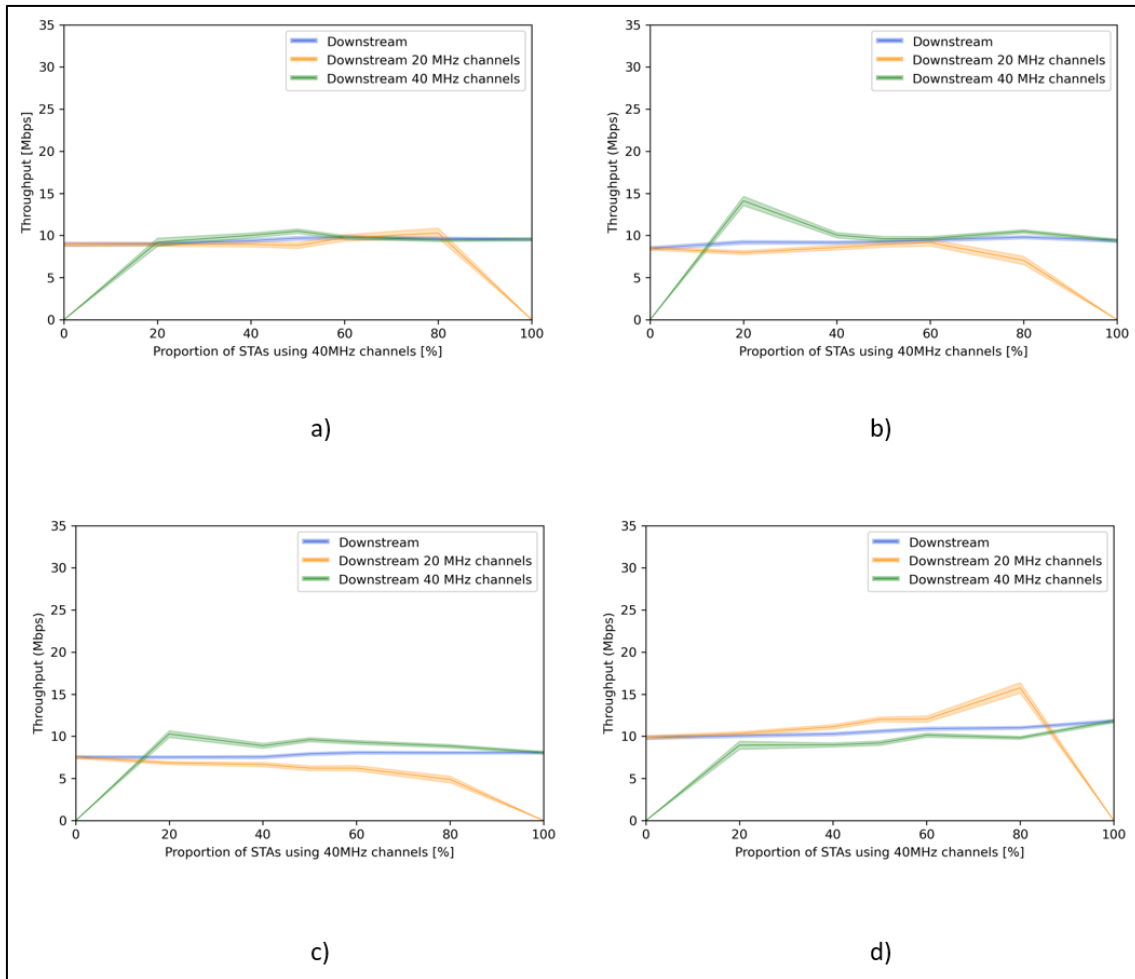 35
30
25
20
15
10
5
0
Throughput [Mbps]
Downstream
Downstream 20 MHz channels
Downstream 40 MHz channels
0 20 40 60 80 100
Proportion of STAs using 40MHz channels [%]
a)
35
30
25
20
15
10
5
0
Throughput (Mbps)
Downstream
Downstream 20 MHz channels
Downstream 40 MHz channels
0 20 40 60 80 100
Proportion of STAs using 40MHz channels [%]
b)
35
30
25
20
15
10
5
0
Throughput (Mbps)
Downstream
Downstream 20 MHz channels
Downstream 40 MHz channels
0 20 40 60 80 100
Proportion of STAs using 40MHz channels [%]
c)
35
30
25
20
15
10
5
0
Throughput (Mbps)
Downstream
Downstream 20 MHz channels
Downstream 40 MHz channels
0 20 40 60 80 100
Proportion of STAs using 40MHz channels [%]
d)